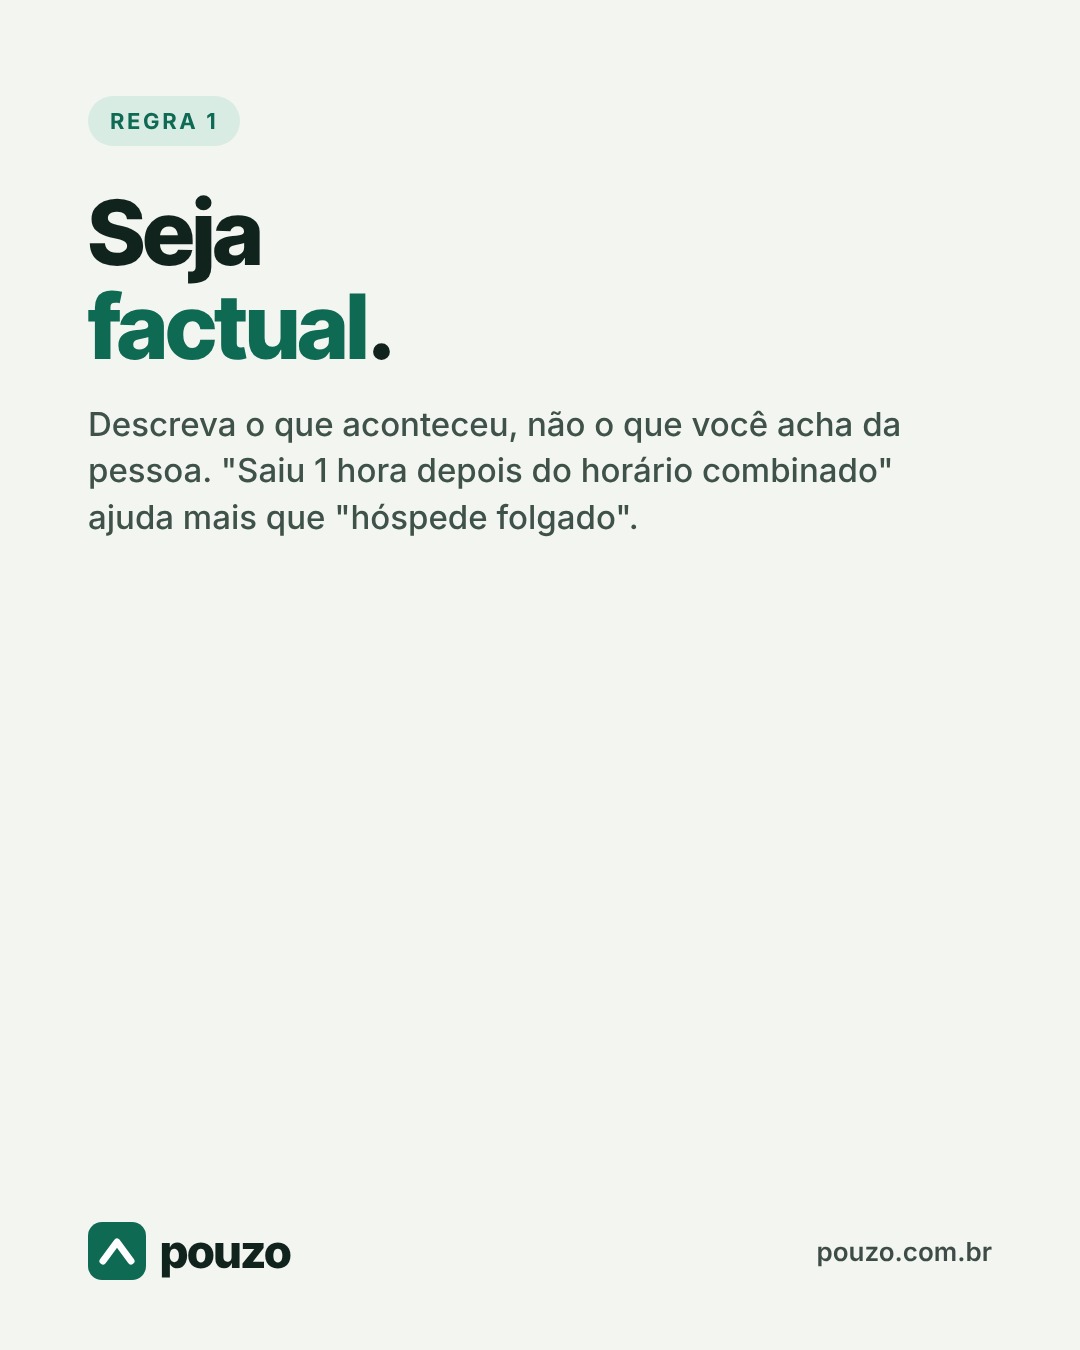 REGRA 1
Seja
factual.
Descreva o que aconteceu, não o que você acha da
pessoa. "Saiu 1 hora depois do horário combinado"
ajuda mais que "hóspede folgado".
pouzo
pouzo.com.br